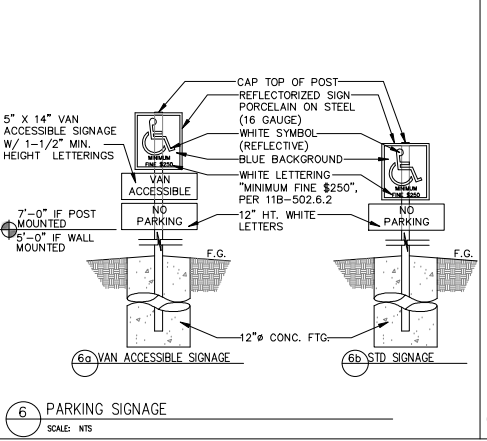 CAP TOP OF POST
REFLECTORIZED SIGN
PORCELAIN ON STEEL
(16 GAUGE)
WHITE SYMBOL
(REFLECTIVE)
BLUE BACKGROUND
WHITE LETTERING
"MINIMUM FINE $250",
PER 11B-502.6.2
12" HT. WHITE
LETTERS
5" X 14" VAN
ACCESSIBLE SIGNAGE
W/ 1-1/2" MIN.
HEIGHT LETTERINGS
7'-0" IF POST
MOUNTED
5'-0" IF WALL
MOUNTED
MINIMUM
FINE $250
VAN
ACCESSIBLE
NO
PARKING
F.G.
MINIMUM
FINE $250
NO
PARKING
F.G.
12"ø CONC. FTG.
6a VAN ACCESSIBLE SIGNAGE
6b STD SIGNAGE
6 PARKING SIGNAGE
SCALE: NTS